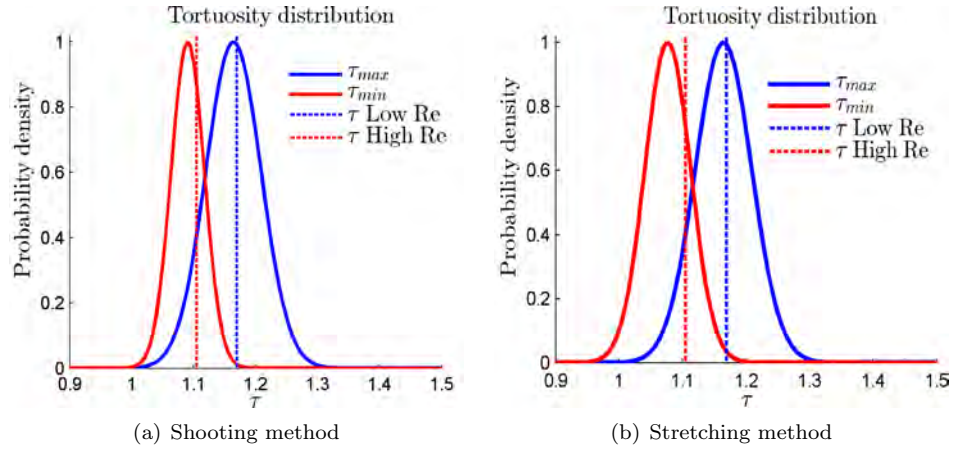 Tortuosity distribution
Probability density
1
0.8
0.6
0.4
0.2
0
τmax
τmin
τ Low Re
τ High Re
0.9 1 1.1 1.2 1.3 1.4 1.5
τ
(a) Shooting method
Tortuosity distribution
Probability density
1
0.8
0.6
0.4
0.2
0
τmax
τmin
τ Low Re
τ High Re
0.9 1 1.1 1.2 1.3 1.4 1.5
τ
(b) Stretching method